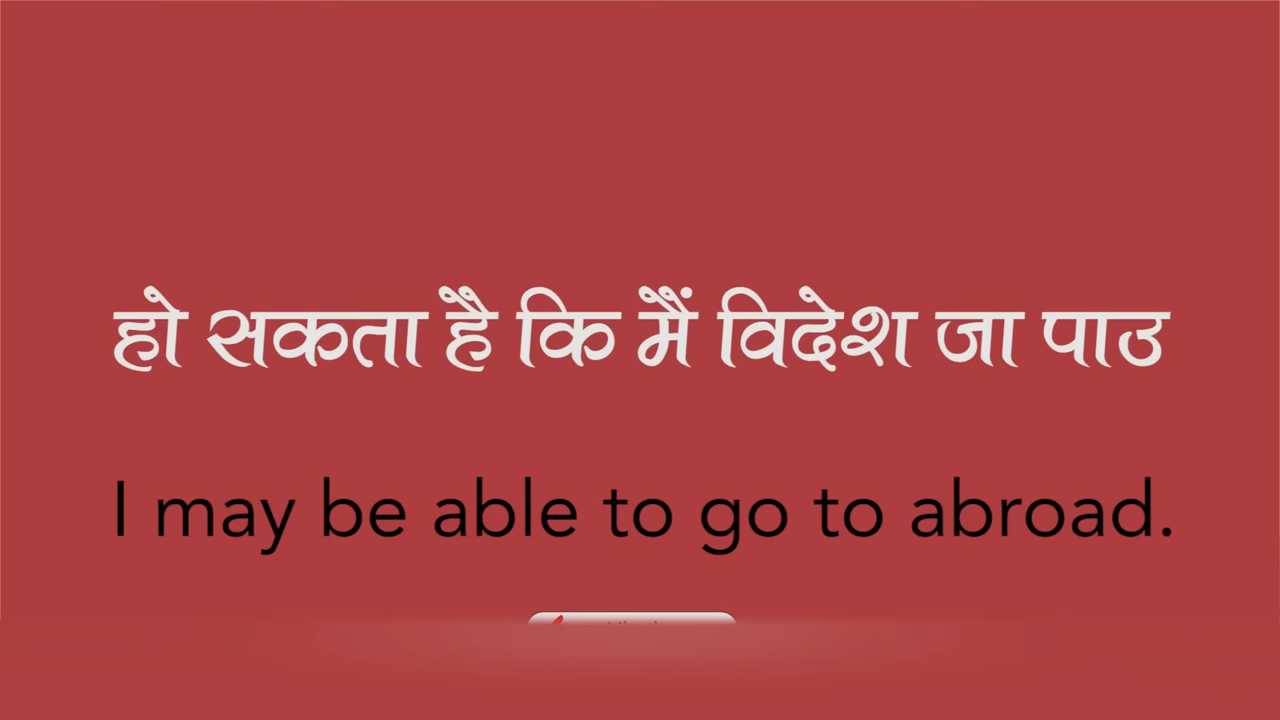 हो सकता है कि मैं विदेश जा पाउ
I may be able to go to abroad.